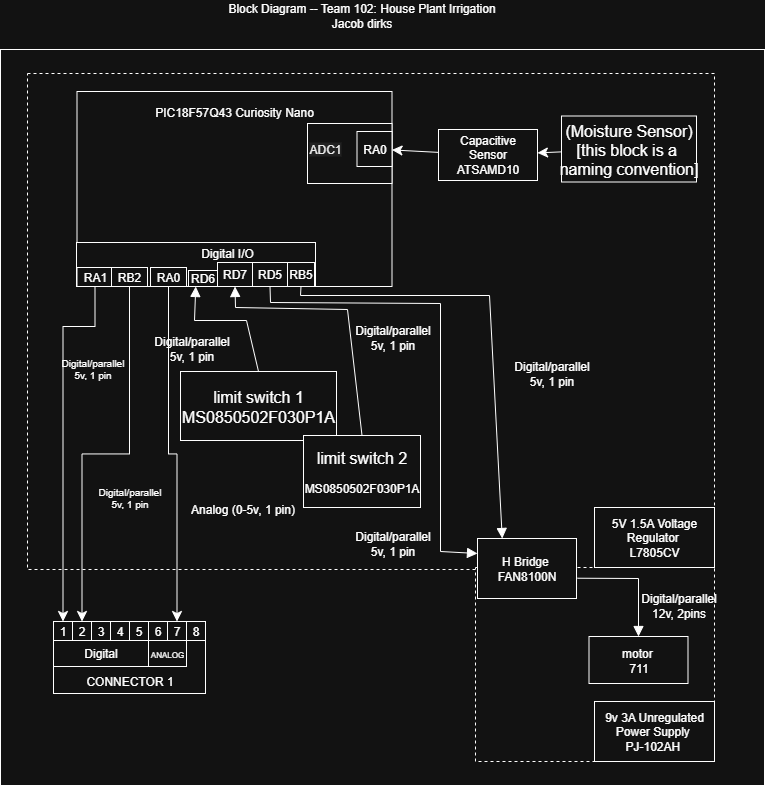 Block Diagram -- Team 102: House Plant Irrigation
Jacob dirks
PIC18F57Q43 Curiosity Nano
ADC1
RA0
Capacitive
Sensor
ATSAMD10
(Moisture Sensor)
[this block is a
naming convention]
Digital I/O
RA1
RB2
RA0
RD6
RD7
RD5
RB5
Digital/parallel
5v, 1 pin
Digital/parallel
5v, 1 pin
Digital/parallel
5v, 1 pin
Digital/parallel
5v, 1 pin
limit switch 1
MS0850502F030P1A
limit switch 2
MS0850502F030P1A
Digital/parallel
5v, 1 pin
Analog (0-5v, 1 pin)
Digital/parallel
5v, 1 pin
5V 1.5A Voltage
Regulator
L7805CV
H Bridge
FAN8100N
Digital/parallel
12v, 2pins
motor
711
1 2 3 4 5 6 7 8
Digital
ANALOG
CONNECTOR 1
9v 3A Unregulated
Power Supply
PJ-102AH